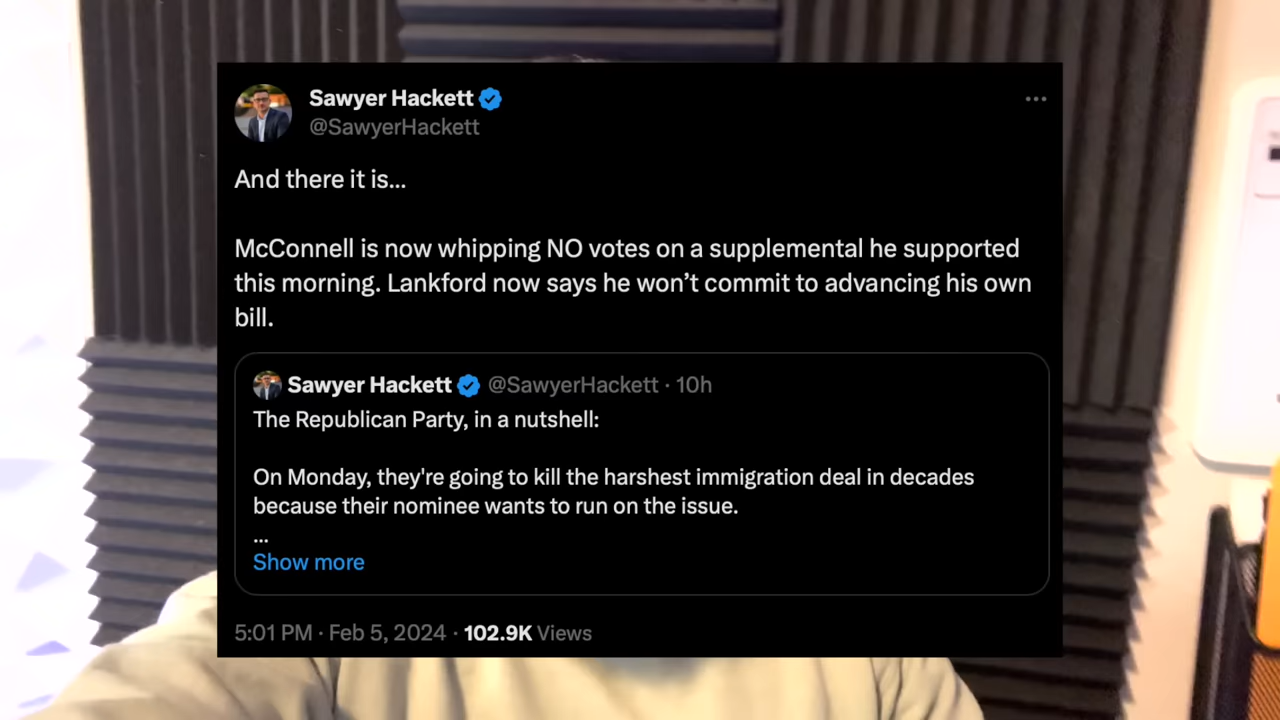 Sawyer Hackett
@SawyerHackett
And there it is...
McConnell is now whipping NO votes on a supplemental he supported
this morning. Lankford now says he won’t commit to advancing his own
bill.
Sawyer Hackett @SawyerHackett · 10h
The Republican Party, in a nutshell:
On Monday, they're going to kill the harshest immigration deal in decades
because their nominee wants to run on the issue.
...
Show more
5:01 PM · Feb 5, 2024 · 102.9K Views